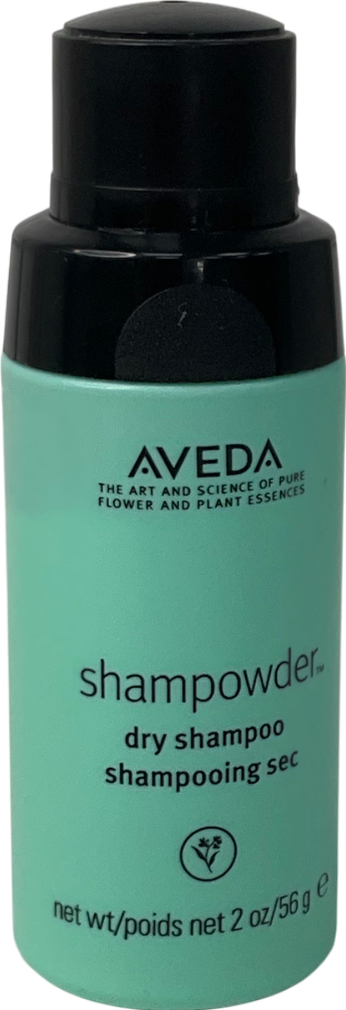 AVEDA
THE ART AND SCIENCE OF PURE
FLOWER AND PLANT ESSENCES
shampowder™
dry shampoo
shampooing sec
net wt/poids net 2 oz/56 g ℮